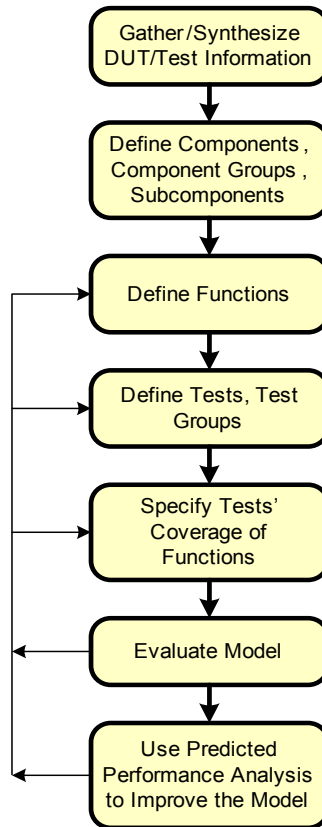 Gather/Synthesize
DUT/Test Information
Define Components ,
Component Groups ,
Subcomponents
Define Functions
Define Tests, Test
Groups
Specify Tests’
Coverage of
Functions
Evaluate Model
Use Predicted
Performance Analysis
to Improve the Model